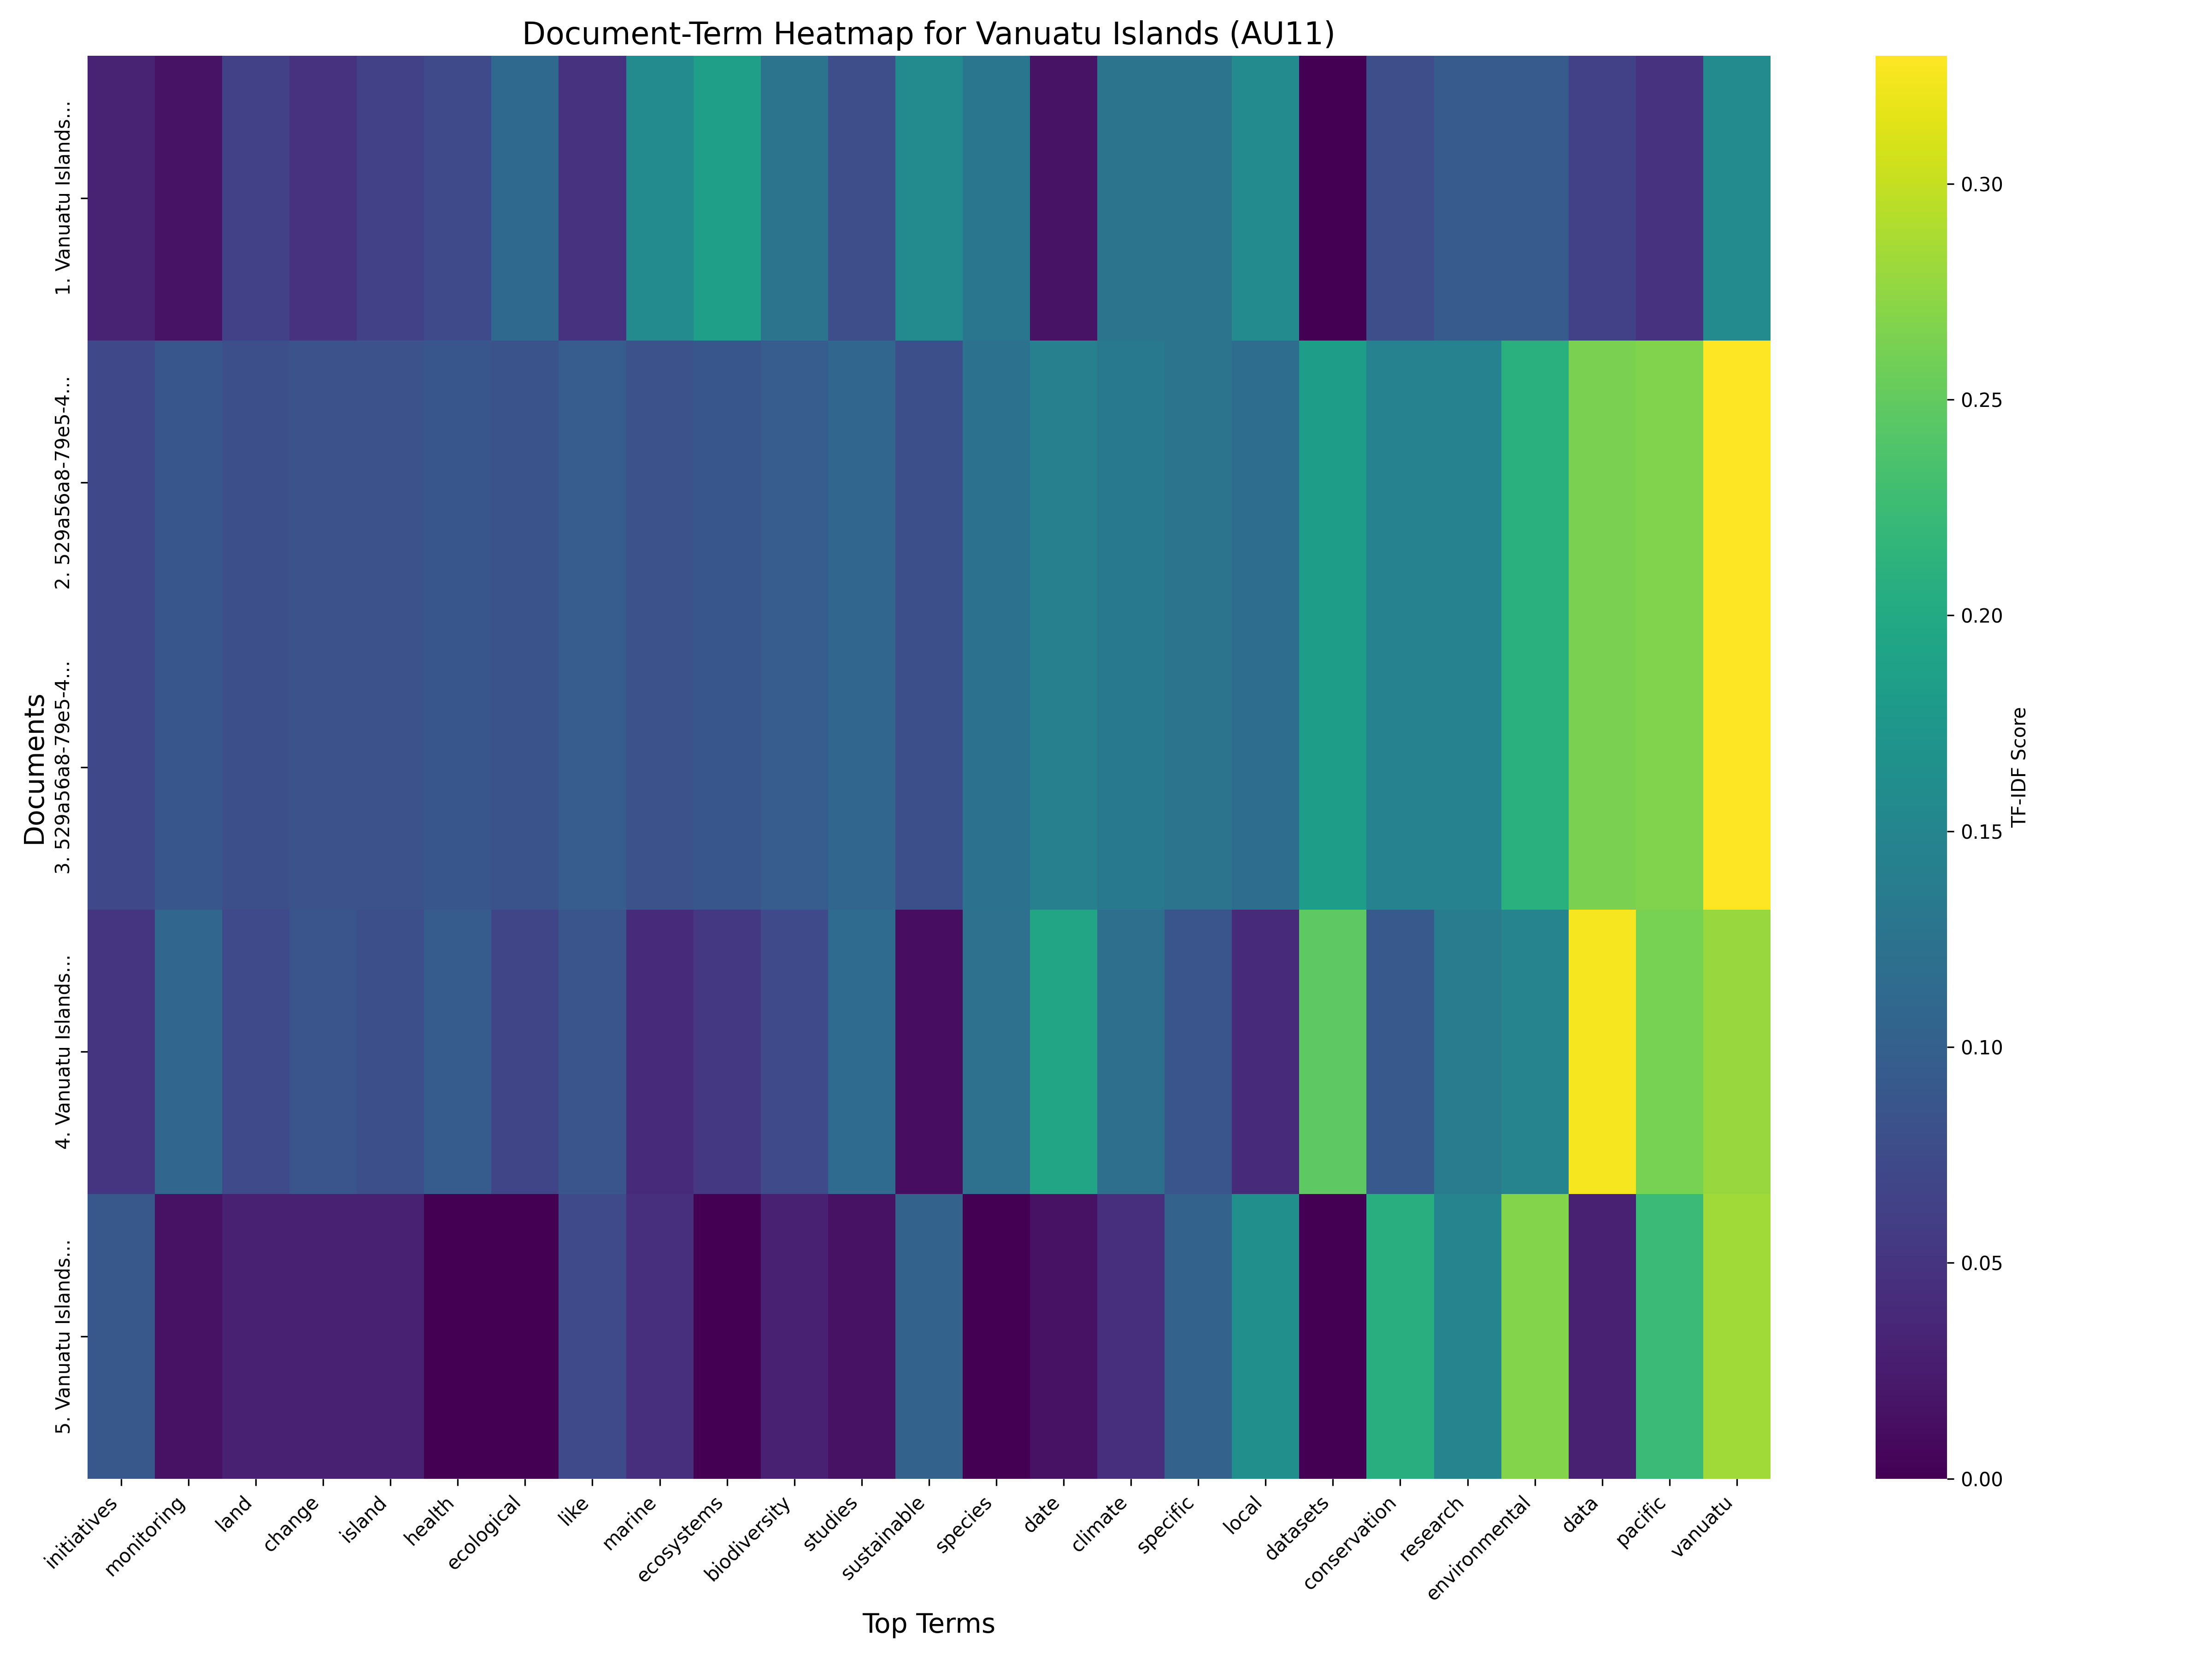 Document-Term Heatmap for Vanuatu Islands (AU11)
Documents
1. Vanuatu Islands...
2. 529a56a8-79e5-4...
3. 529a56a8-79e5-4...
4. Vanuatu Islands...
5. Vanuatu Islands...
initiatives
monitoring
land
change
island
health
ecological
like
marine
ecosystems
biodiversity
studies
sustainable
species
date
climate
specific
local
datasets
conservation
research
environmental
data
pacific
vanuatu
Top Terms
0.30
0.25
0.20
0.15
0.10
0.05
0.00
TF-IDF Score